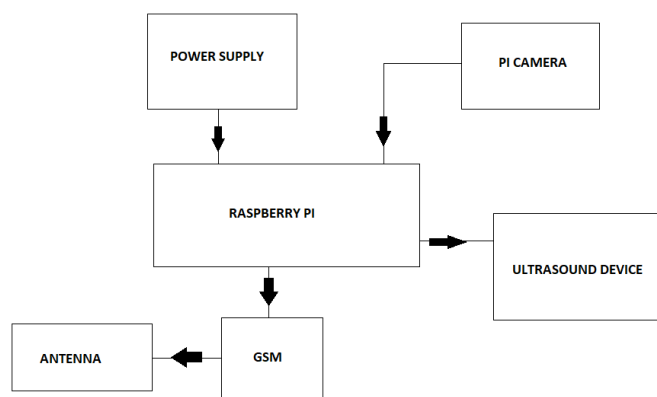 POWER SUPPLY
PI CAMERA
RASPBERRY PI
ULTRASOUND DEVICE
ANTENNA
GSM